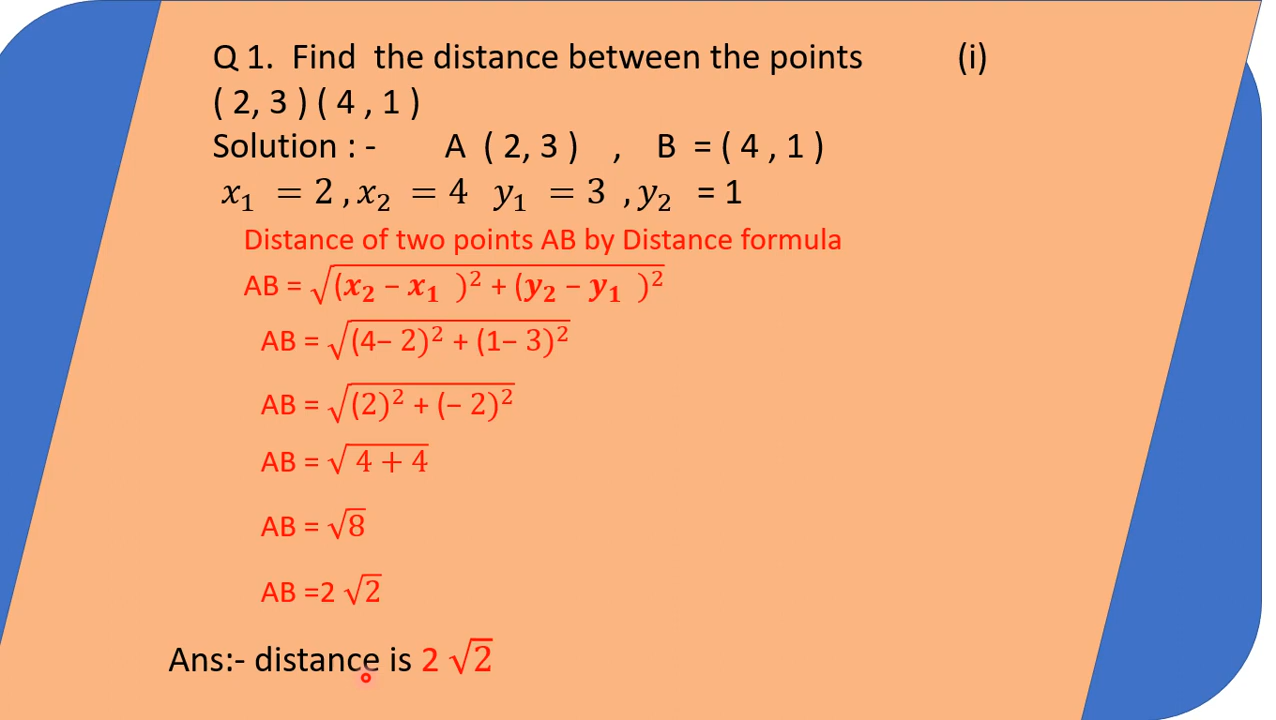 Q 1. Find the distance between the points (i)
( 2, 3 ) ( 4 , 1 )
Solution : - A ( 2, 3 ) , B = ( 4 , 1 )
x₁ = 2 , x₂ = 4 y₁ = 3 , y₂ = 1
Distance of two points AB by Distance formula
AB = √(x₂ − x₁ )² + (y₂ − y₁ )²
AB = √(4− 2)² + (1− 3)²
AB = √(2)² + (− 2)²
AB = √4 + 4
AB = √8
AB =2 √2
Ans:- distance is 2 √2